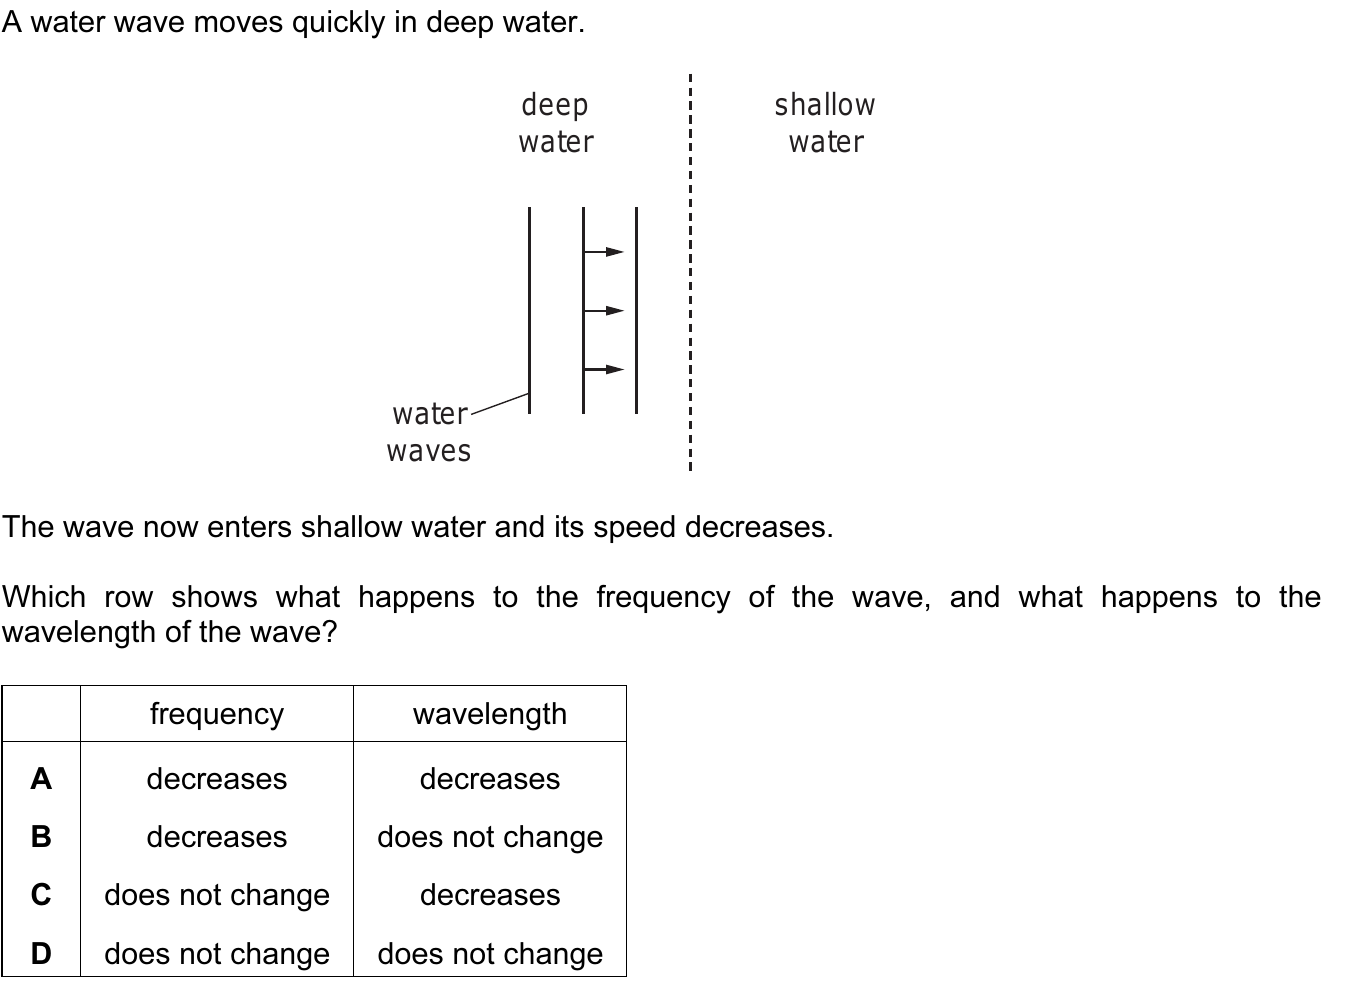 A water wave moves quickly in deep water.
deep
water
shallow
water
water
waves
The wave now enters shallow water and its speed decreases.
Which row shows what happens to the frequency of the wave, and what happens to the
wavelength of the wave?
frequency wavelength
A decreases decreases
B decreases does not change
C does not change decreases
D does not change does not change